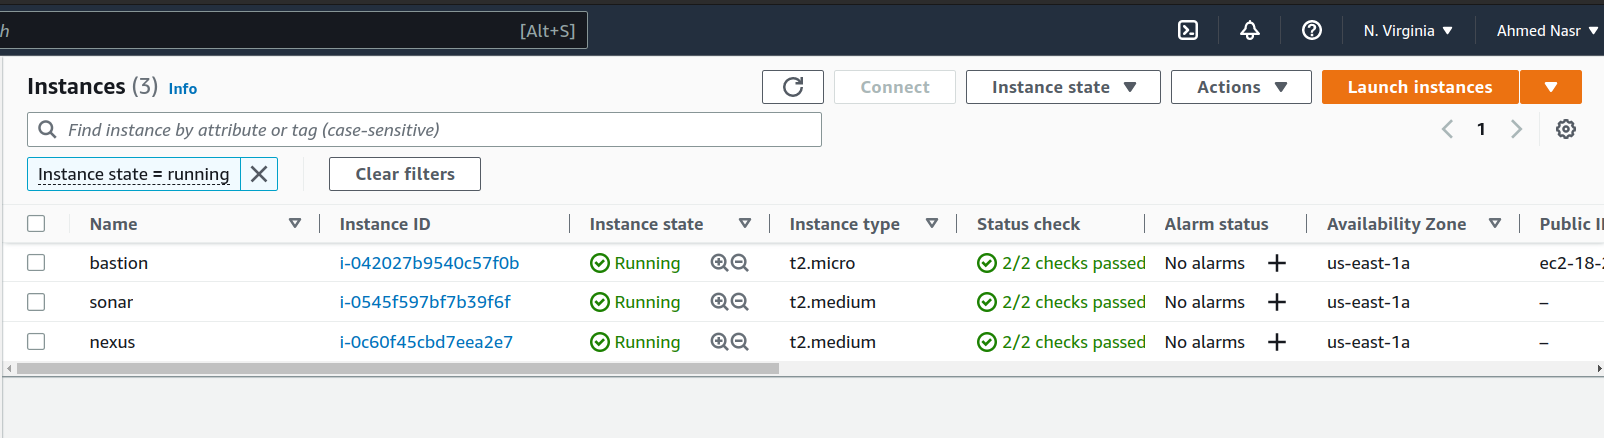 [Alt+S] N. Virginia Ahmed Nasr
Instances (3) Info Connect Instance state Actions Launch instances
Find instance by attribute or tag (case-sensitive) 1
Instance state = running Clear filters
Name Instance ID Instance state Instance type Status check Alarm status Availability Zone Public
bastion i-042027b9540c57f0b Running t2.micro 2/2 checks passed No alarms us-east-1a ec2-18-
sonar i-0545f597bf7b39f6f Running t2.medium 2/2 checks passed No alarms us-east-1a –
nexus i-0c60f45cbd7eea2e7 Running t2.medium 2/2 checks passed No alarms us-east-1a –